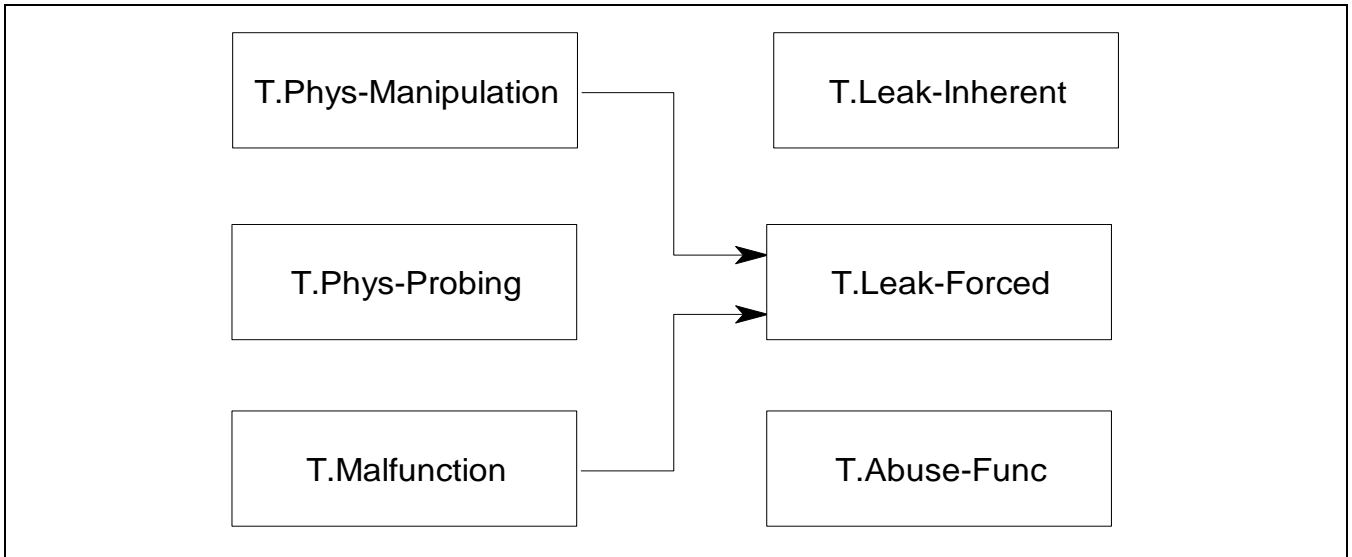 T.Phys-Manipulation
T.Leak-Inherent
T.Phys-Probing
T.Leak-Forced
T.Malfunction
T.Abuse-Func